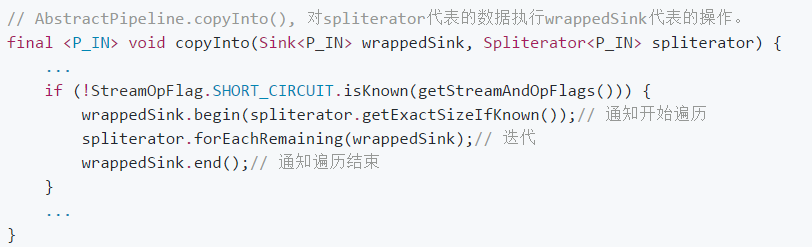 // AbstractPipeline.copyInto(), 对spliterator代表的数据执行wrappedSink代表的操作。
final <P_IN> void copyInto(Sink<P_IN> wrappedSink, Spliterator<P_IN> spliterator) {
    ...
    if (!StreamOpFlag.SHORT_CIRCUIT.isKnown(getStreamAndOpFlags())) {
        wrappedSink.begin(spliterator.getExactSizeIfKnown());// 通知开始遍历
        spliterator.forEachRemaining(wrappedSink);// 迭代
        wrappedSink.end();// 通知遍历结束
    }
    ...
}